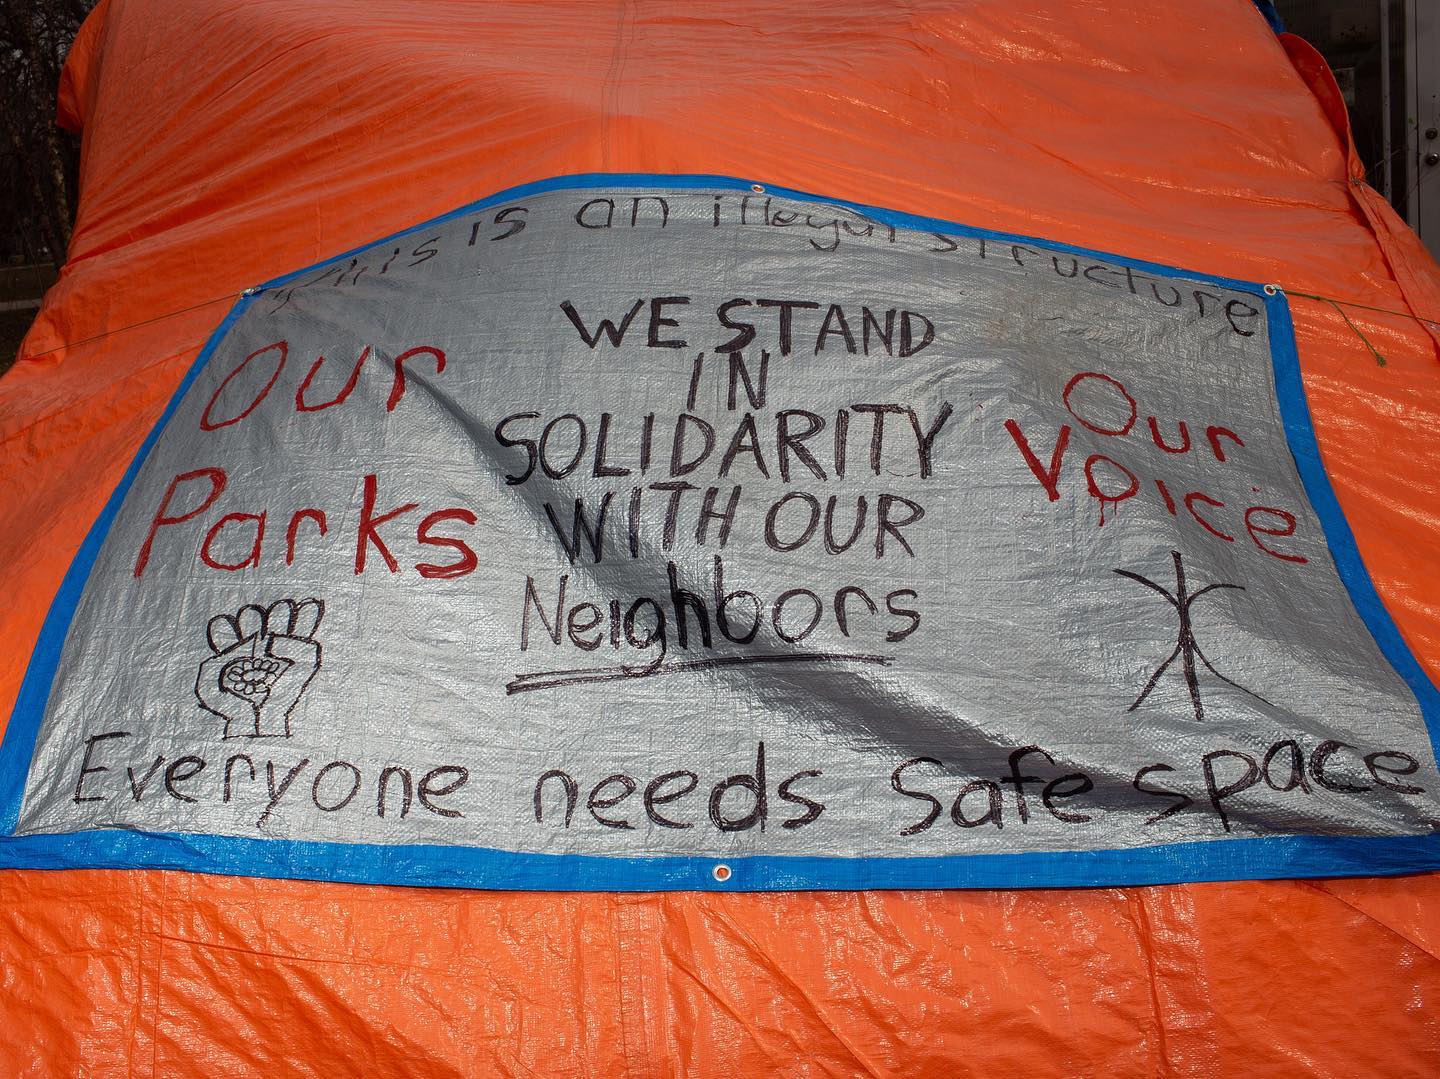 this is an illegal structure
Our
Parks
WE STAND
IN
SOLIDARITY
WITH OUR
Neighbors
Our
Voice
Everyone needs safe space